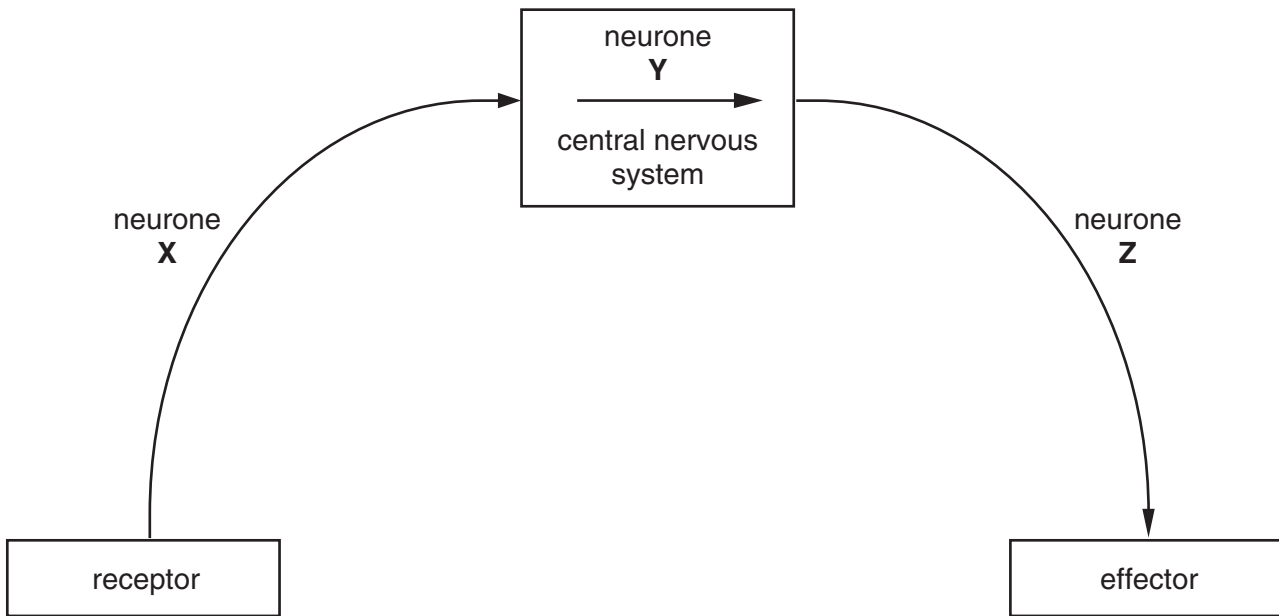 neurone
Y
central nervous
system
neurone
X
neurone
Z
receptor
effector